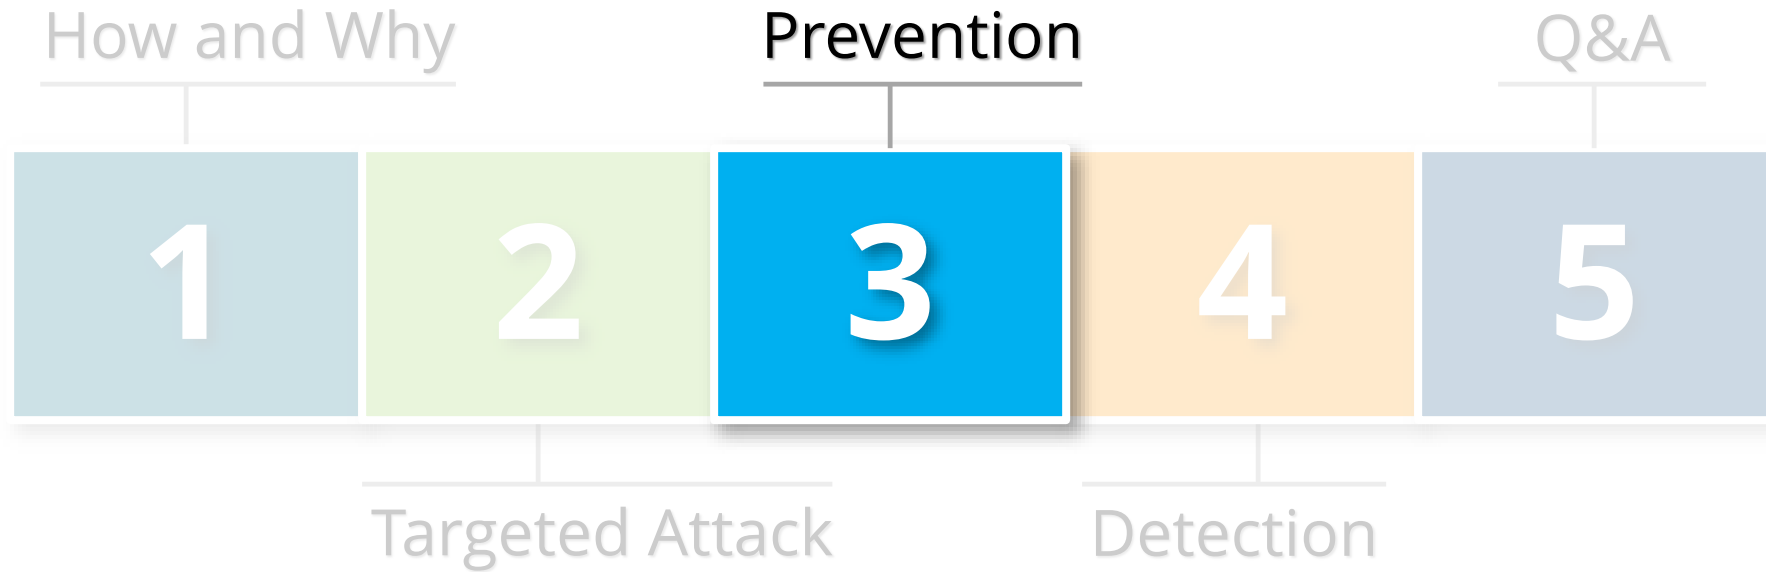 How and Why
Prevention
Q&A
1
2
3
4
5
Targeted Attack
Detection